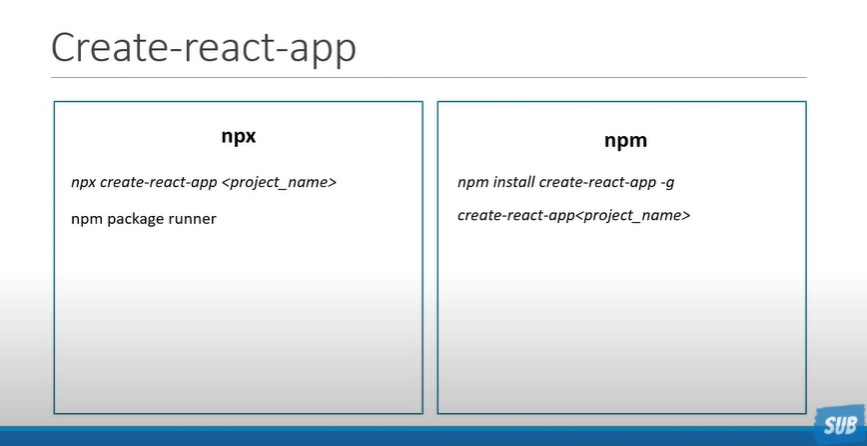 Create-react-app
npx
npx create-react-app <project_name>
npm package runner
npm
npm install create-react-app -g
create-react-app<project_name>
SUB